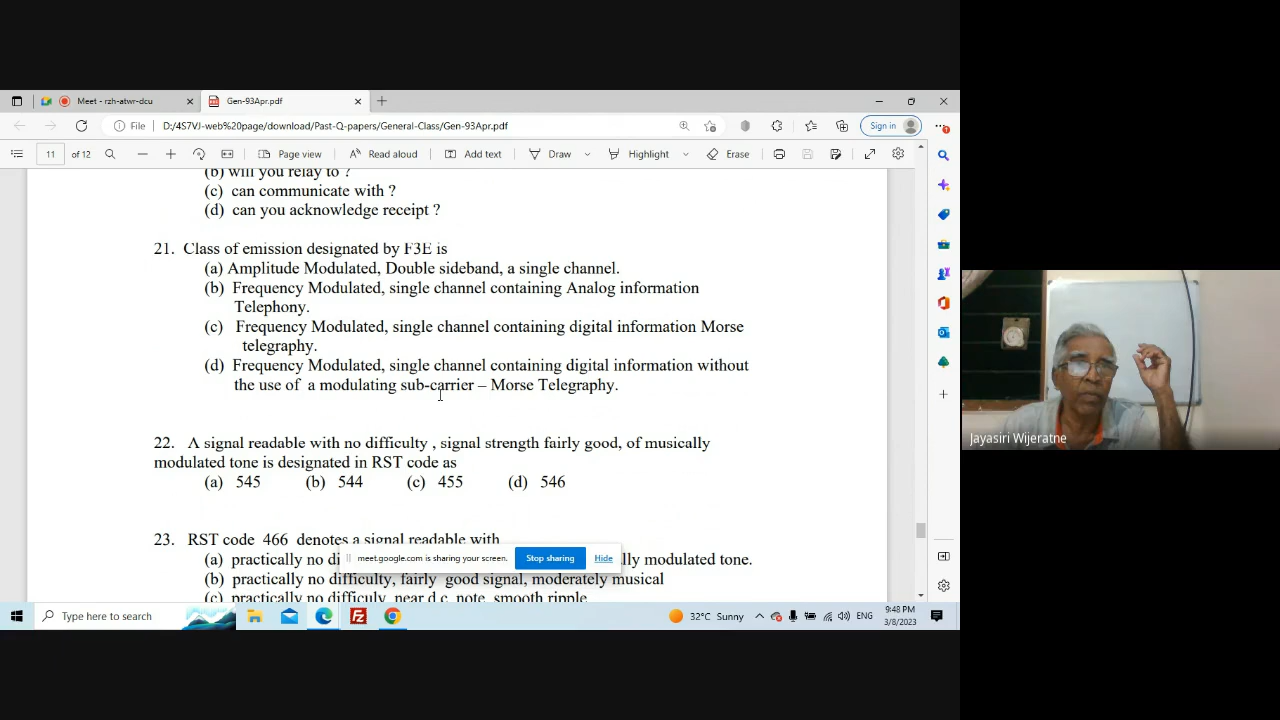 Meet - rzh-atwr-dcu
Gen-93Apr.pdf
File D:/4S7VJ-web%20page/download/Past-Q-papers/General-Class/Gen-93Apr.pdf Sign in
11 of 12 Page view Read aloud Add text Draw Highlight Erase
(b) will you relay to ?
(c) can communicate with ?
(d) can you acknowledge receipt ?
21. Class of emission designated by F3E is
(a) Amplitude Modulated, Double sideband, a single channel.
(b) Frequency Modulated, single channel containing Analog information
Telephony.
(c) Frequency Modulated, single channel containing digital information Morse
telegraphy.
(d) Frequency Modulated, single channel containing digital information without
the use of a modulating sub-carrier – Morse Telegraphy.
22. A signal readable with no difficulty , signal strength fairly good, of musically
modulated tone is designated in RST code as
(a) 545 (b) 544 (c) 455 (d) 546
23. RST code 466 denotes a signal readable with
(a) practically no di lly modulated tone.
meet.google.com is sharing your screen. Stop sharing Hide
(b) practically no difficulty, fairly good signal, moderately musical
(c) practically no difficuly, near d.c. note, smooth ripple
Jayasiri Wijeratne
Type here to search
32°C Sunny ENG
9:48 PM
3/8/2023